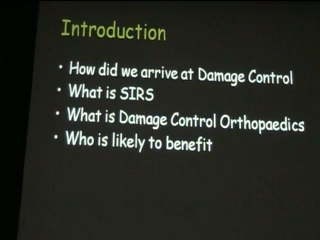 Introduction
• How did we arrive at Damage Control
• What is SIRS
• What is Damage Control Orthopaedics
• Who is likely to benefit